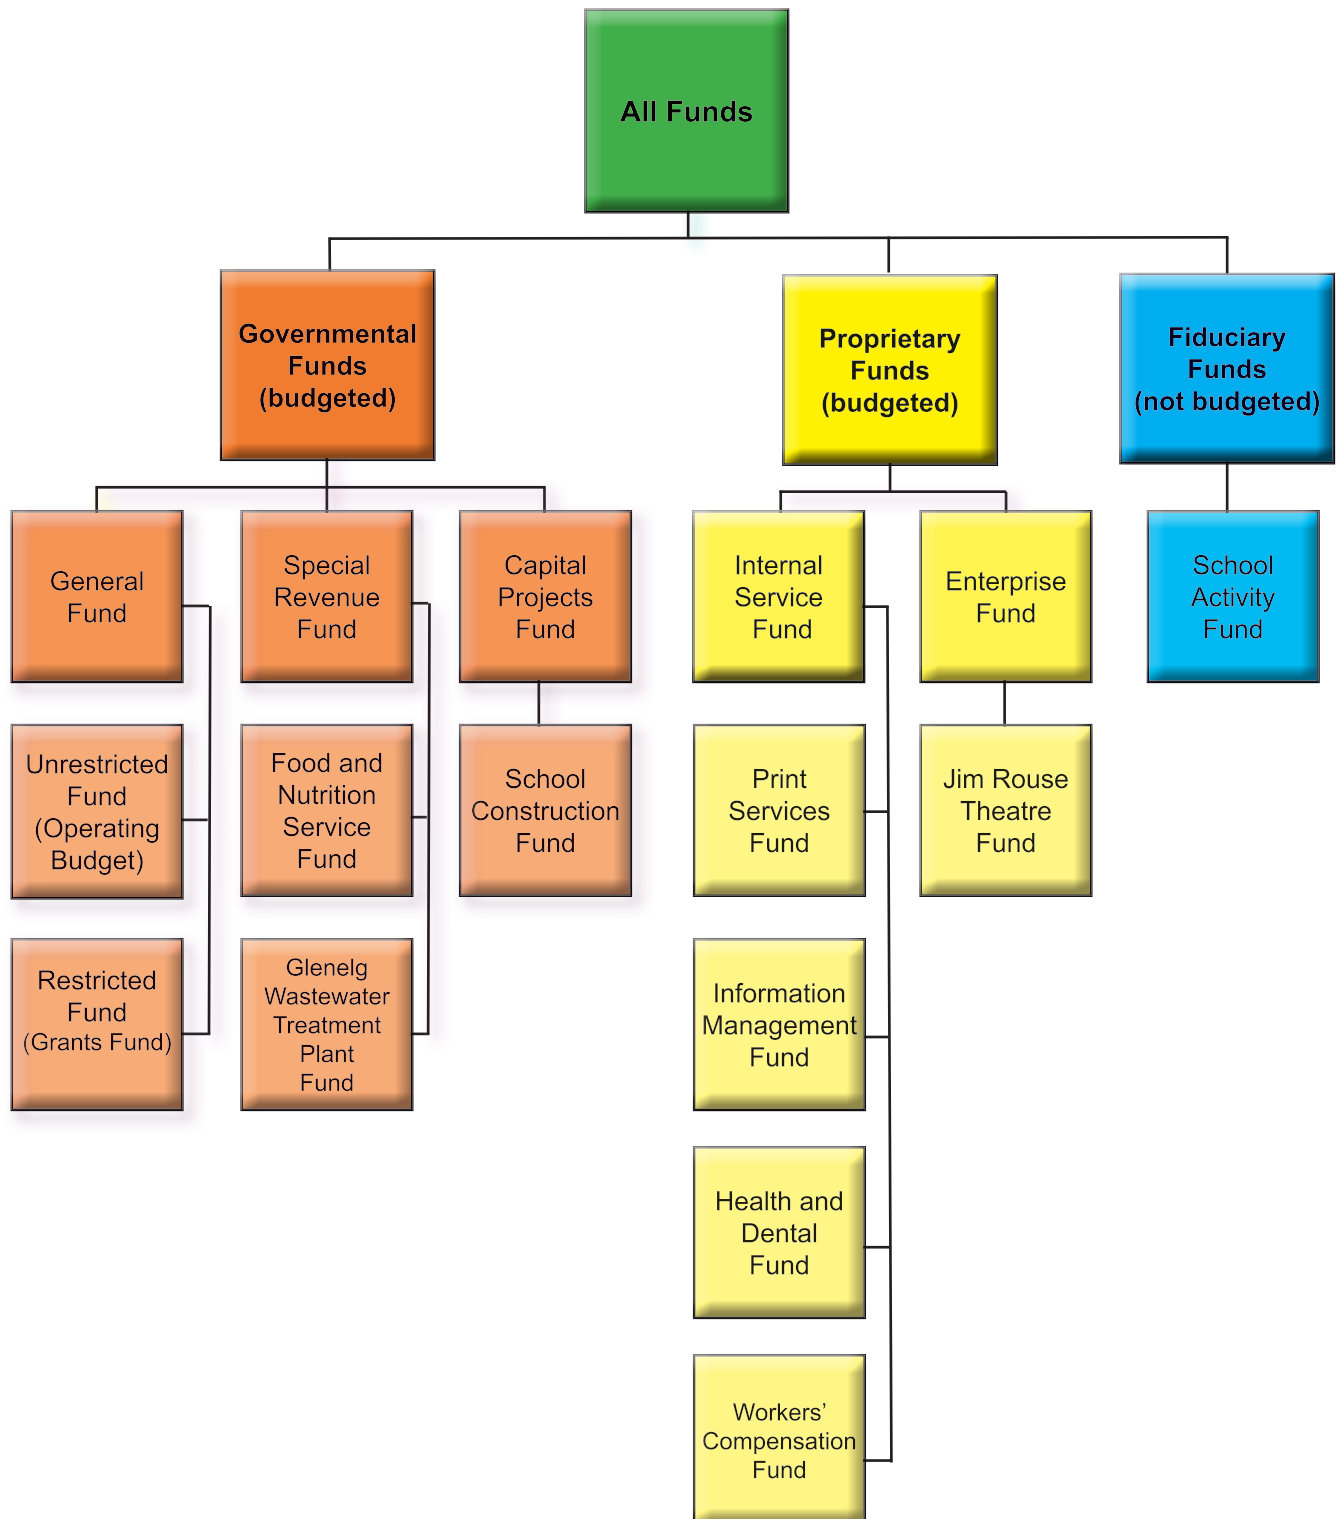 All Funds
Governmental
Funds
(budgeted)
Proprietary
Funds
(budgeted)
Fiduciary
Funds
(not budgeted)
General
Fund
Special
Revenue
Fund
Capital
Projects
Fund
Internal
Service
Fund
Enterprise
Fund
School
Activity
Fund
Unrestricted
Fund
(Operating
Budget)
Food and
Nutrition
Service
Fund
School
Construction
Fund
Print
Services
Fund
Jim Rouse
Theatre
Fund
Restricted
Fund
(Grants Fund)
Glenelg
Wastewater
Treatment
Plant
Fund
Information
Management
Fund
Health and
Dental
Fund
Workers’
Compensation
Fund